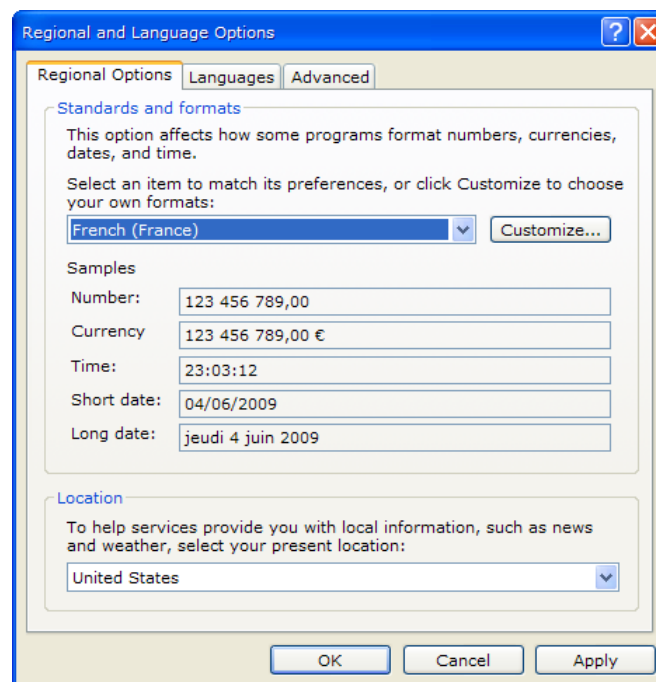 Regional and Language Options
Regional Options Languages Advanced
Standards and formats
This option affects how some programs format numbers, currencies,
dates, and time.
Select an item to match its preferences, or click Customize to choose
your own formats:
French (France) Customize...
Samples
Number: 123 456 789,00
Currency 123 456 789,00 €
Time: 23:03:12
Short date: 04/06/2009
Long date: jeudi 4 juin 2009
Location
To help services provide you with local information, such as news
and weather, select your present location:
United States
OK Cancel Apply